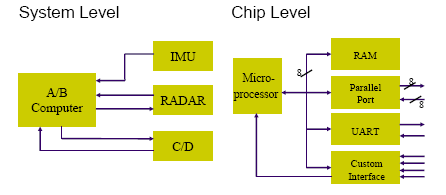 System Level
Chip Level
IMU
A/B
Computer
RADAR
C/D
RAM
8
Micro-
processor
Parallel
Port
8
8
UART
Custom
Interface